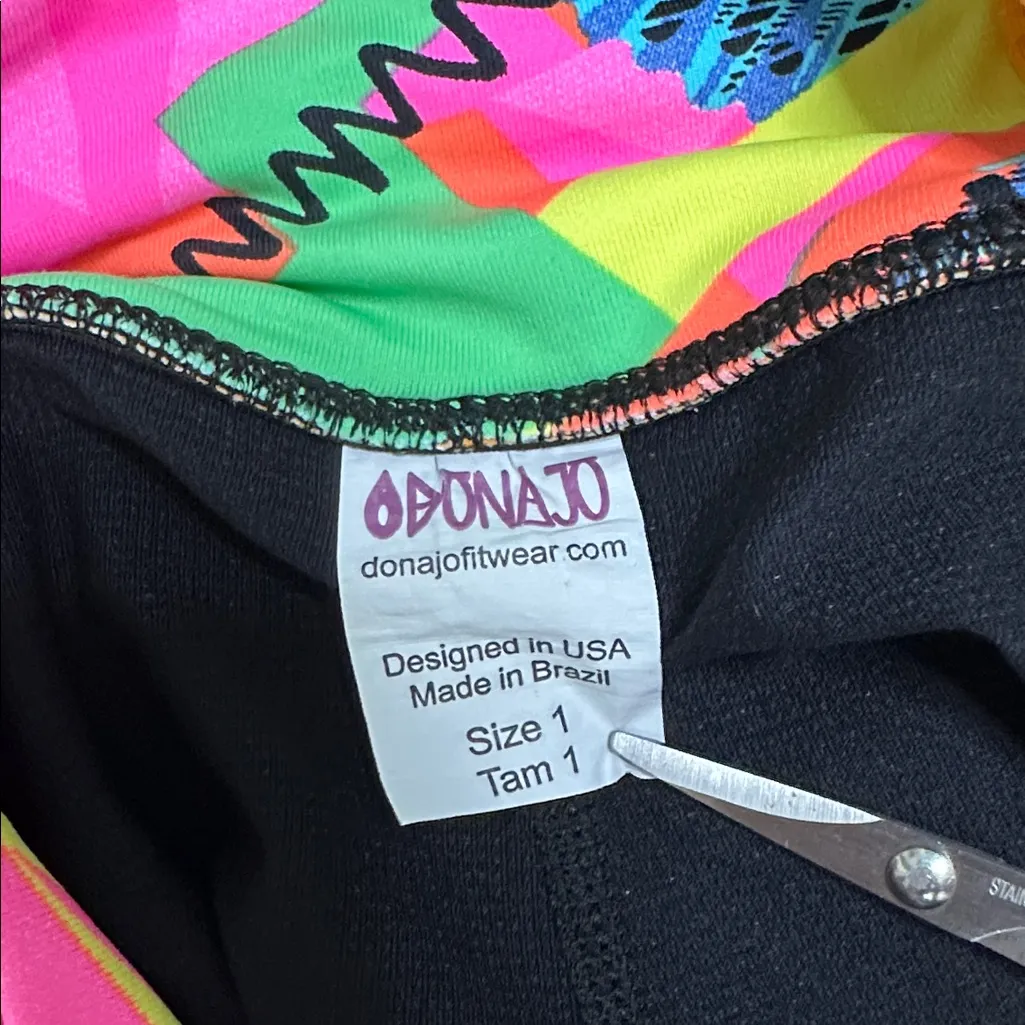 DONAJO
donajofitwear.com
Designed in USA
Made in Brazil
Size 1
Tam 1